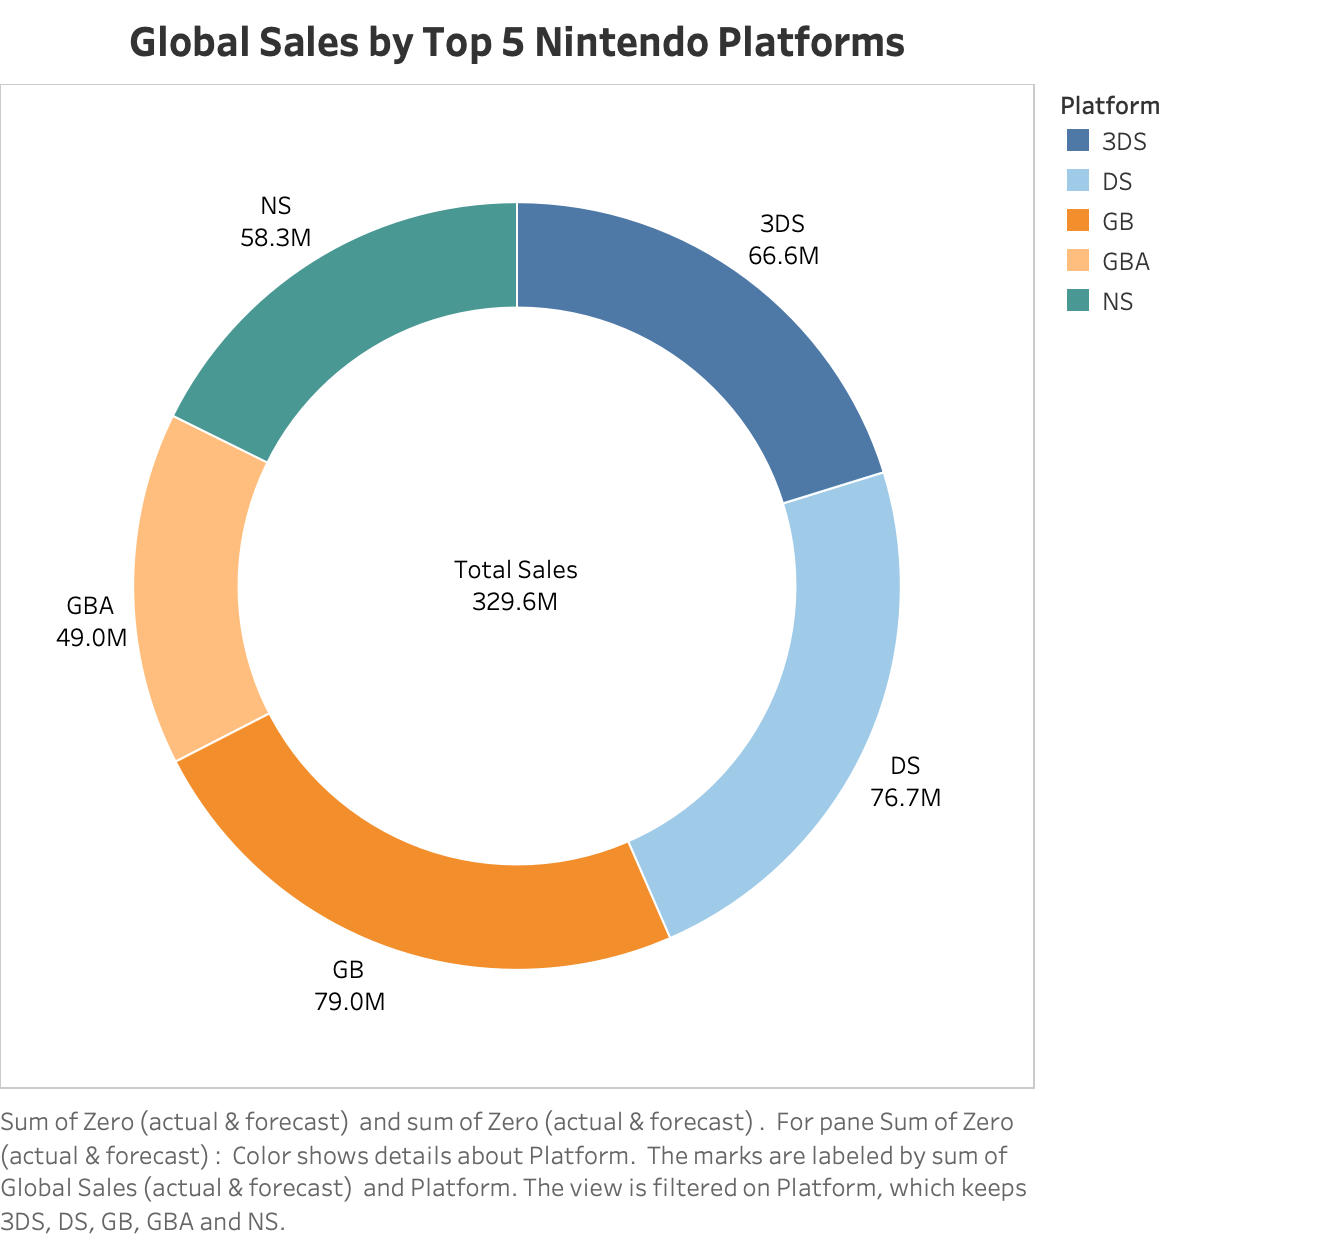 Global Sales by Top 5 Nintendo Platforms
Platform
3DS
DS
GB
GBA
NS
NS
58.3M
3DS
66.6M
Total Sales
329.6M
GBA
49.0M
DS
76.7M
GB
79.0M
Sum of Zero (actual & forecast)  and sum of Zero (actual & forecast) .  For pane Sum of Zero
(actual & forecast) :  Color shows details about Platform.  The marks are labeled by sum of
Global Sales (actual & forecast)  and Platform. The view is filtered on Platform, which keeps
3DS, DS, GB, GBA and NS.